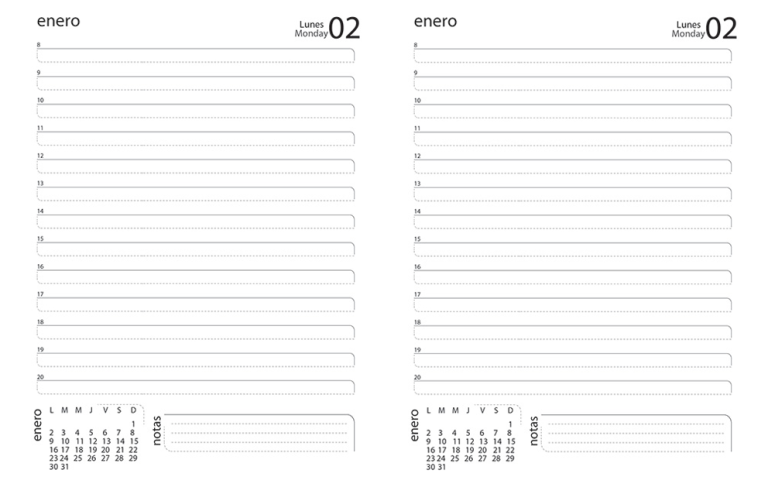 enero
Lunes
Monday 02
8
9
10
11
12
13
14
15
16
17
18
19
20
enero
L M M J V S D
1
2 3 4 5 6 7 8
9 10 11 12 13 14 15
16 17 18 19 20 21 22
23 24 25 26 27 28 29
30 31
notas
enero
Lunes
Monday 02
8
9
10
11
12
13
14
15
16
17
18
19
20
enero
L M M J V S D
1
2 3 4 5 6 7 8
9 10 11 12 13 14 15
16 17 18 19 20 21 22
23 24 25 26 27 28 29
30 31
notas